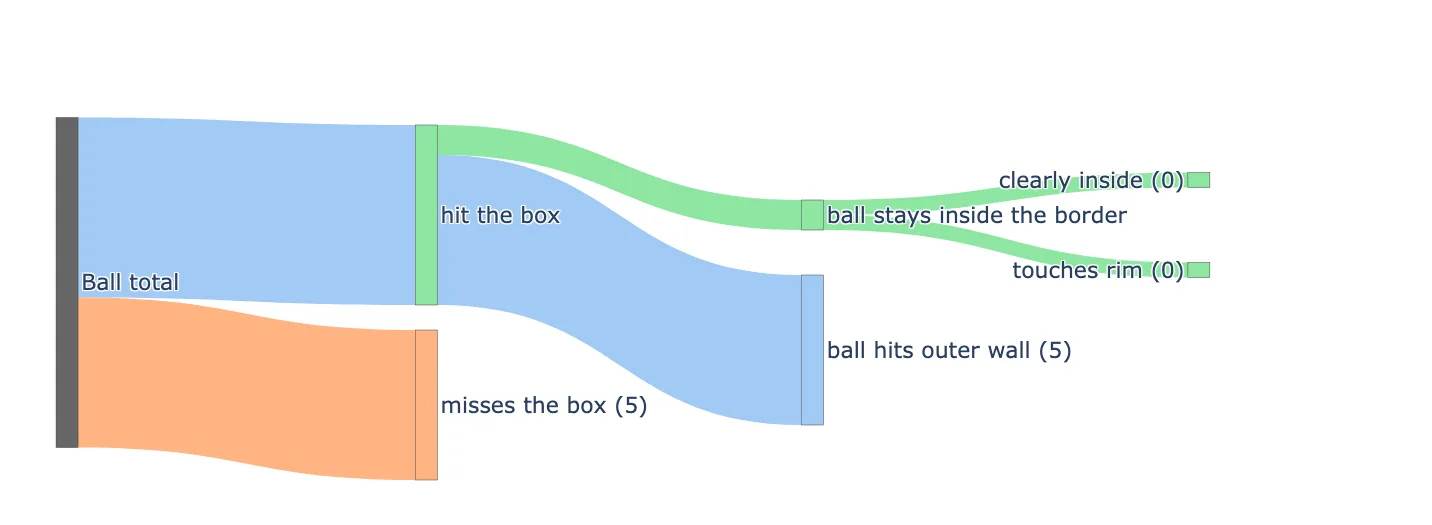 Ball total
hit the box
misses the box (5)
ball stays inside the border
ball hits outer wall (5)
clearly inside (0)
touches rim (0)